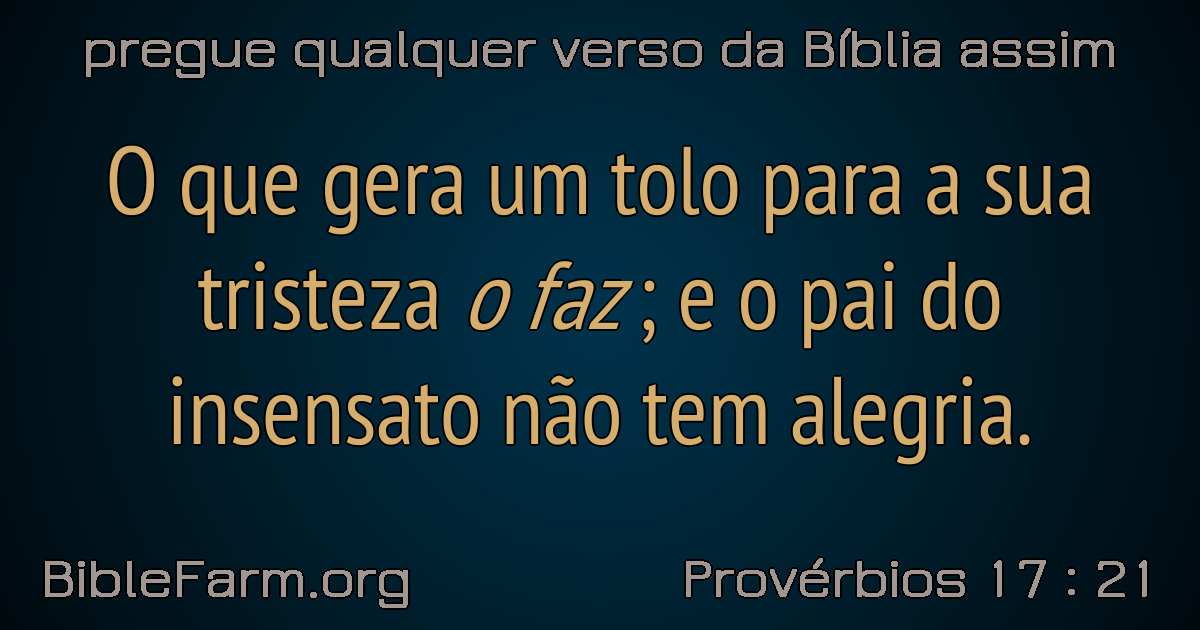 pregue qualquer verso da Bíblia assim
O que gera um tolo para a sua
tristeza o faz; e o pai do
insensato não tem alegria.
BibleFarm.org
Provérbios 17 : 21